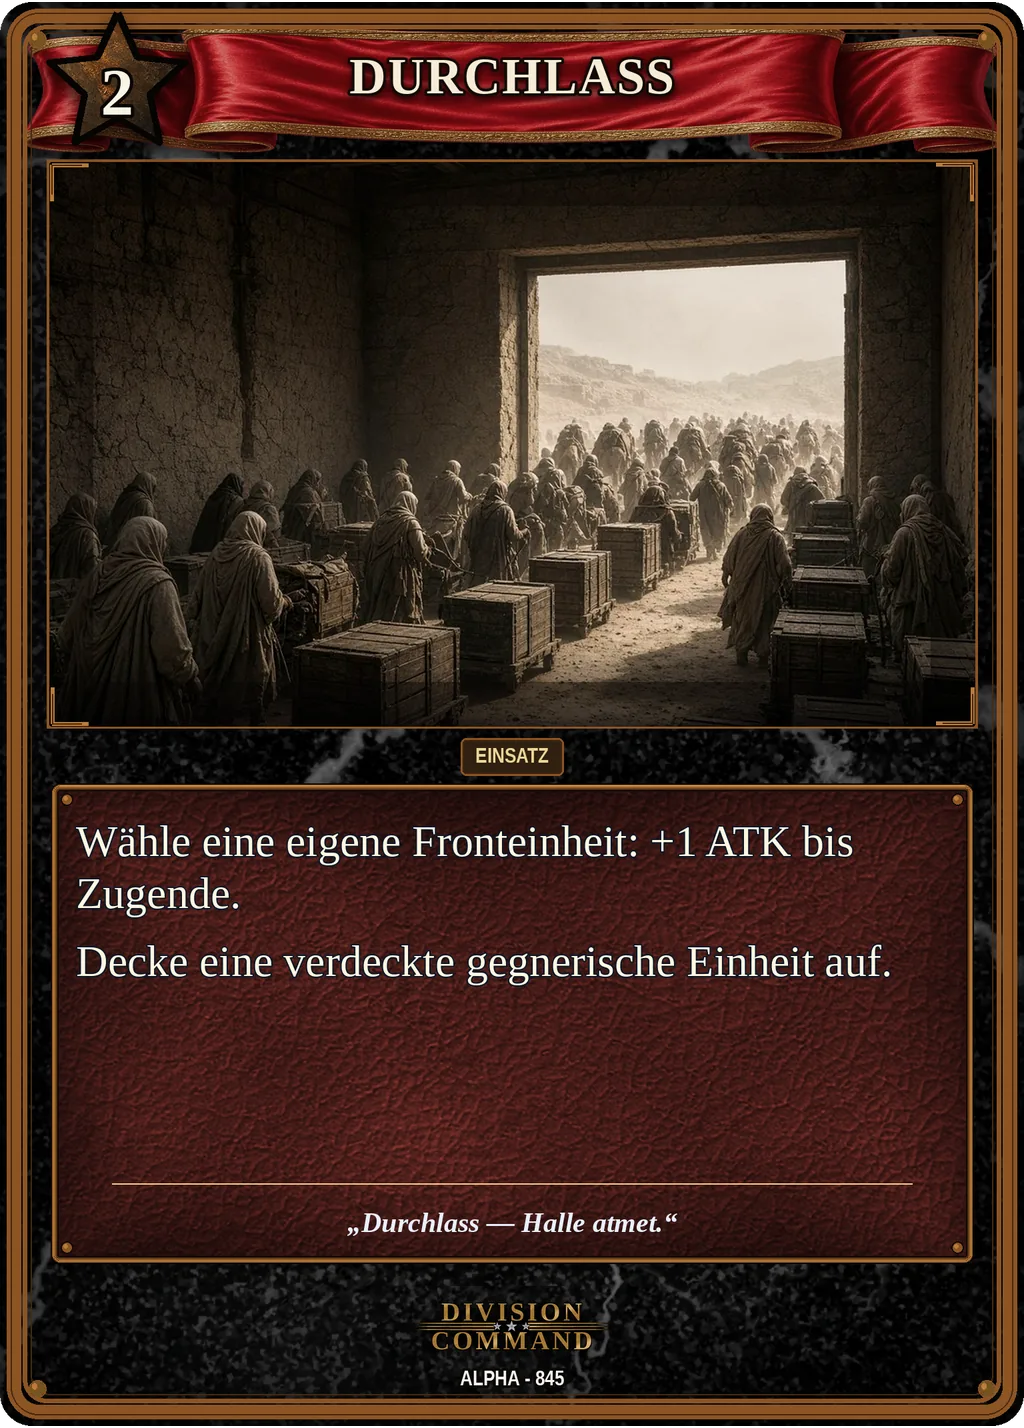 2
DURCHLASS
EINSATZ
Wähle eine eigene Fronteinheit: +1 ATK bis
Zugende.
Decke eine verdeckte gegnerische Einheit auf.
„Durchlass — Halle atmet.“
DIVISION
COMMAND
ALPHA - 845